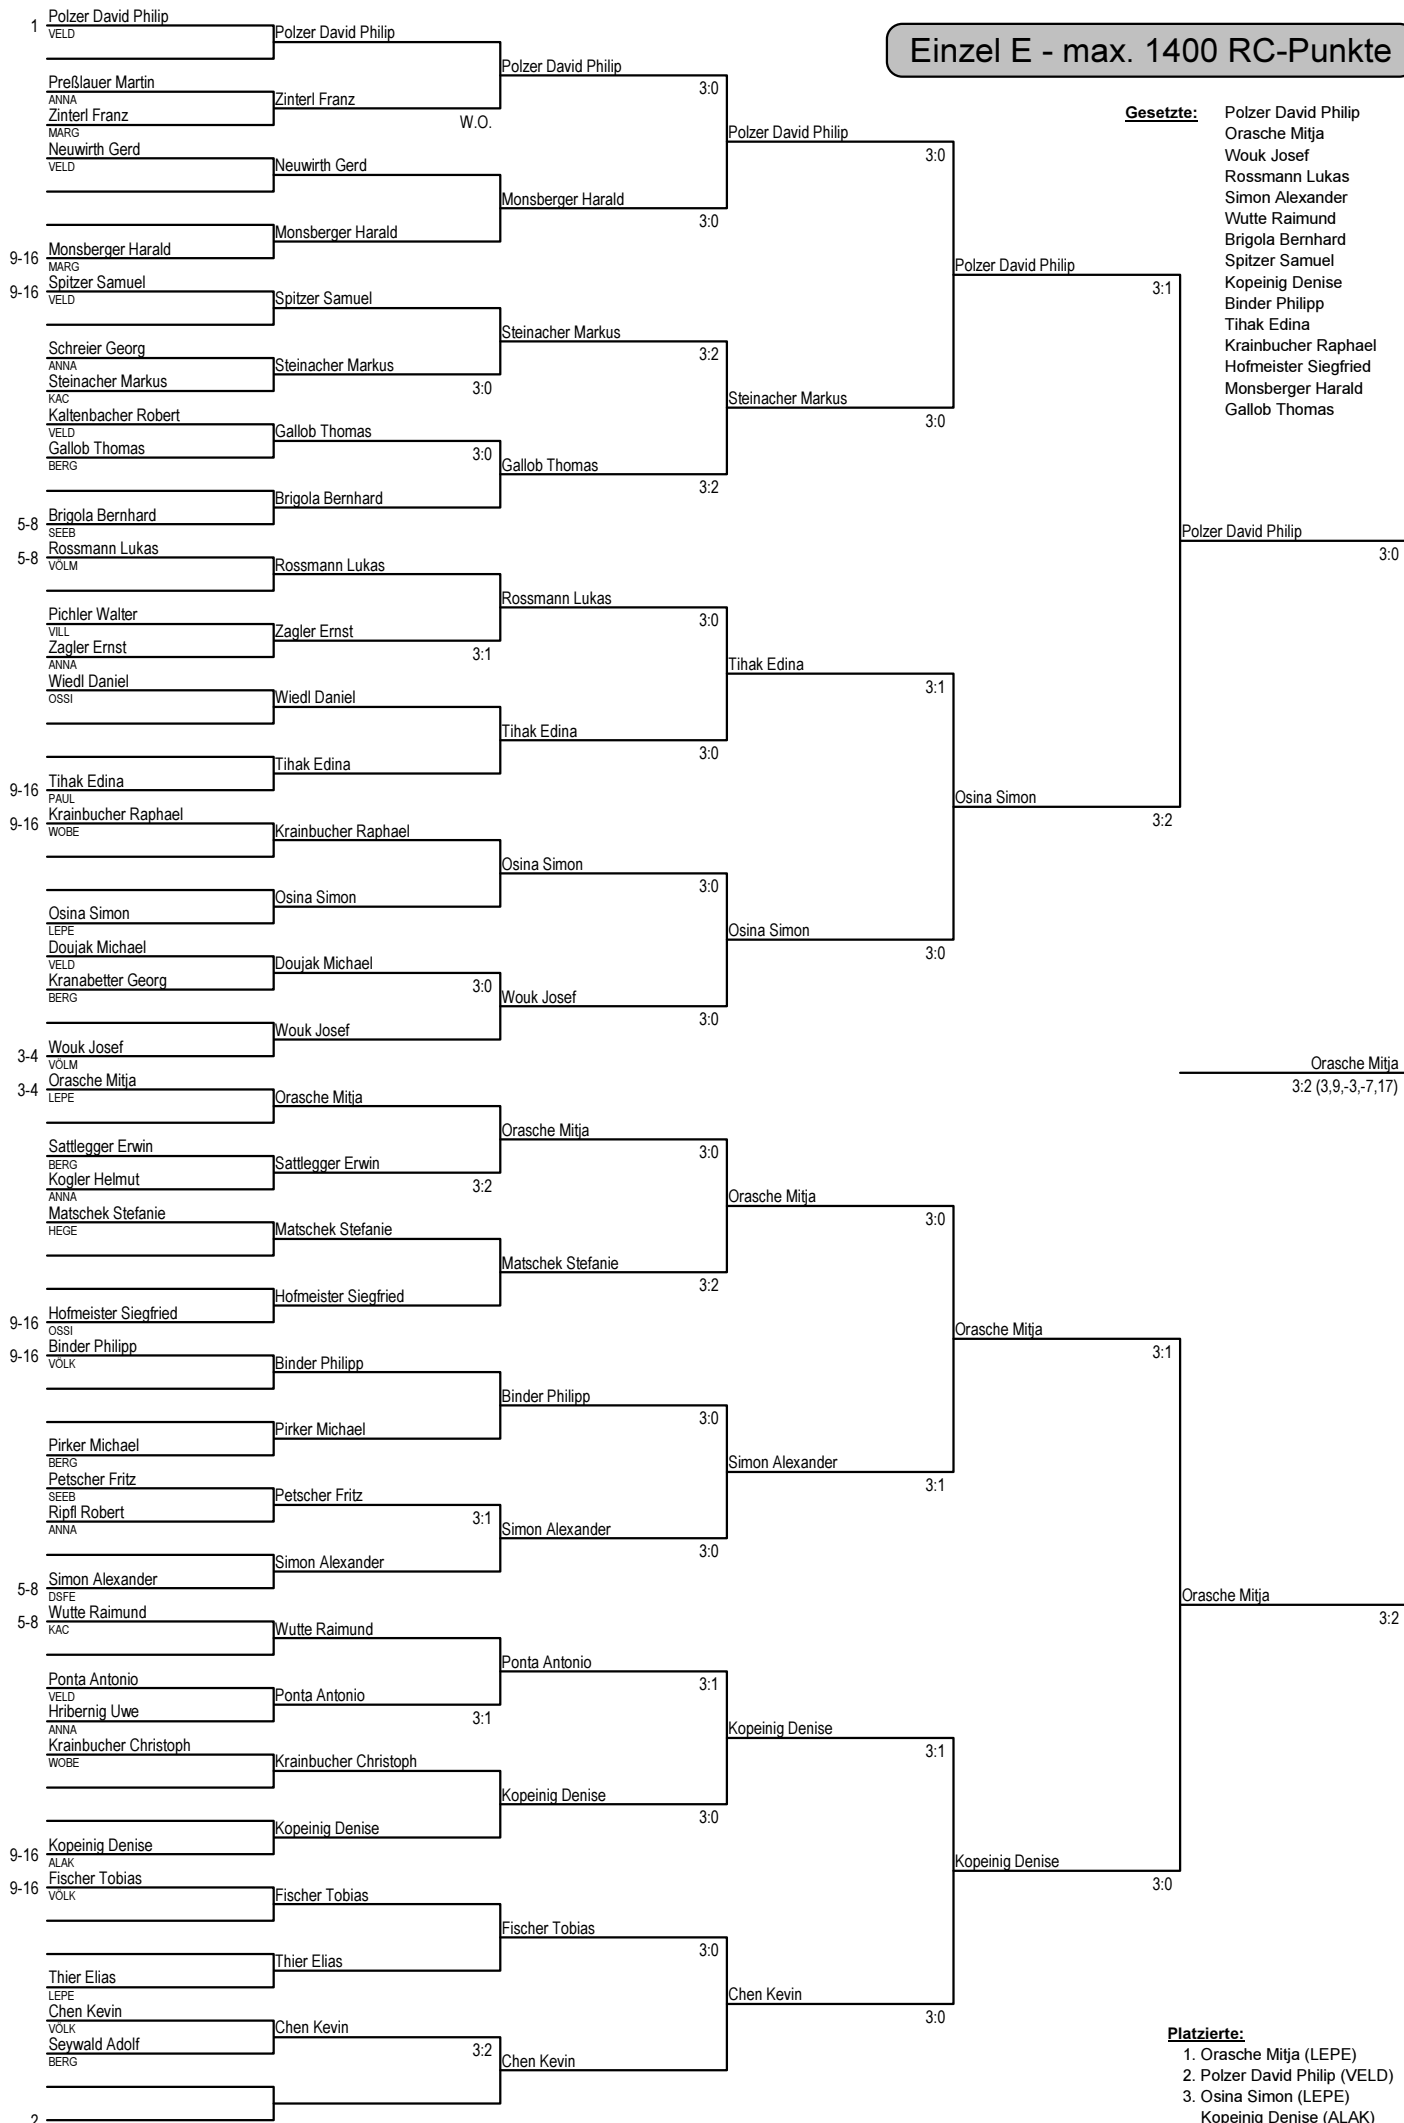 Einzel E - max. 1400 RC-Punkte
Gesetzte:
Polzer David Philip
Orasche Mitja
Wouk Josef
Rossmann Lukas
Simon Alexander
Wutte Raimund
Brigola Bernhard
Spitzer Samuel
Kopeinig Denise
Binder Philipp
Tihak Edina
Krainbucher Raphael
Hofmeister Siegfried
Monsberger Harald
Gallob Thomas
1 Polzer David Philip
VELD
Preßlauer Martin
ANNA
Zinterl Franz
MARG
Neuwirth Gerd
VELD
9-16 Monsberger Harald
MARG
9-16 Spitzer Samuel
VELD
Schreier Georg
ANNA
Steinacher Markus
KAC
Kaltenbacher Robert
VELD
Gallob Thomas
BERG
5-8 Brigola Bernhard
SEEB
5-8 Rossmann Lukas
VÖLM
Pichler Walter
VILL
Zagler Ernst
ANNA
Wiedl Daniel
OSSI
9-16 Tihak Edina
PAUL
9-16 Krainbucher Raphael
WOBE
Osina Simon
LEPE
Doujak Michael
VELD
Kranabetter Georg
BERG
3-4 Wouk Josef
VÖLM
3-4 Orasche Mitja
LEPE
Sattlegger Erwin
BERG
Kogler Helmut
ANNA
Matschek Stefanie
HEGE
9-16 Hofmeister Siegfried
OSSI
9-16 Binder Philipp
VÖLK
Pirker Michael
BERG
Petscher Fritz
SEEB
Ripfl Robert
ANNA
5-8 Simon Alexander
DSFE
5-8 Wutte Raimund
KAC
Ponta Antonio
VELD
Hribernig Uwe
ANNA
Krainbucher Christoph
WOBE
9-16 Kopeinig Denise
ALAK
9-16 Fischer Tobias
VÖLK
Thier Elias
LEPE
Chen Kevin
VÖLK
Seywald Adolf
BERG
2
Polzer David Philip
Zinterl Franz
W.O.
Neuwirth Gerd
Monsberger Harald
Spitzer Samuel
Steinacher Markus
3:0
Gallob Thomas
3:0
Brigola Bernhard
Rossmann Lukas
Zagler Ernst
3:1
Wiedl Daniel
Tihak Edina
Krainbucher Raphael
Osina Simon
Doujak Michael
3:0
Wouk Josef
Orasche Mitja
Sattlegger Erwin
3:2
Matschek Stefanie
Hofmeister Siegfried
Binder Philipp
Pirker Michael
Petscher Fritz
3:1
Simon Alexander
Wutte Raimund
Ponta Antonio
3:1
Krainbucher Christoph
Kopeinig Denise
Fischer Tobias
Thier Elias
Chen Kevin
3:2
Polzer David Philip
3:0
Monsberger Harald
3:0
Steinacher Markus
3:2
Gallob Thomas
3:2
Rossmann Lukas
3:0
Tihak Edina
3:0
Osina Simon
3:0
Wouk Josef
3:0
Orasche Mitja
3:0
Matschek Stefanie
3:2
Binder Philipp
3:0
Simon Alexander
3:0
Ponta Antonio
3:1
Kopeinig Denise
3:0
Fischer Tobias
3:0
Chen Kevin
Polzer David Philip
3:0
Steinacher Markus
3:0
Tihak Edina
3:1
Osina Simon
3:0
Orasche Mitja
3:0
Simon Alexander
3:1
Kopeinig Denise
3:1
Chen Kevin
3:0
Polzer David Philip
3:1
Osina Simon
3:2
Orasche Mitja
3:1
Kopeinig Denise
3:0
Polzer David Philip
3:0
Orasche Mitja
3:2
Orasche Mitja
3:2 (3,9,-3,-7,17)
Platzierte:
1. Orasche Mitja (LEPE)
2. Polzer David Philip (VELD)
3. Osina Simon (LEPE)
Kopeinig Denise (ALAK)